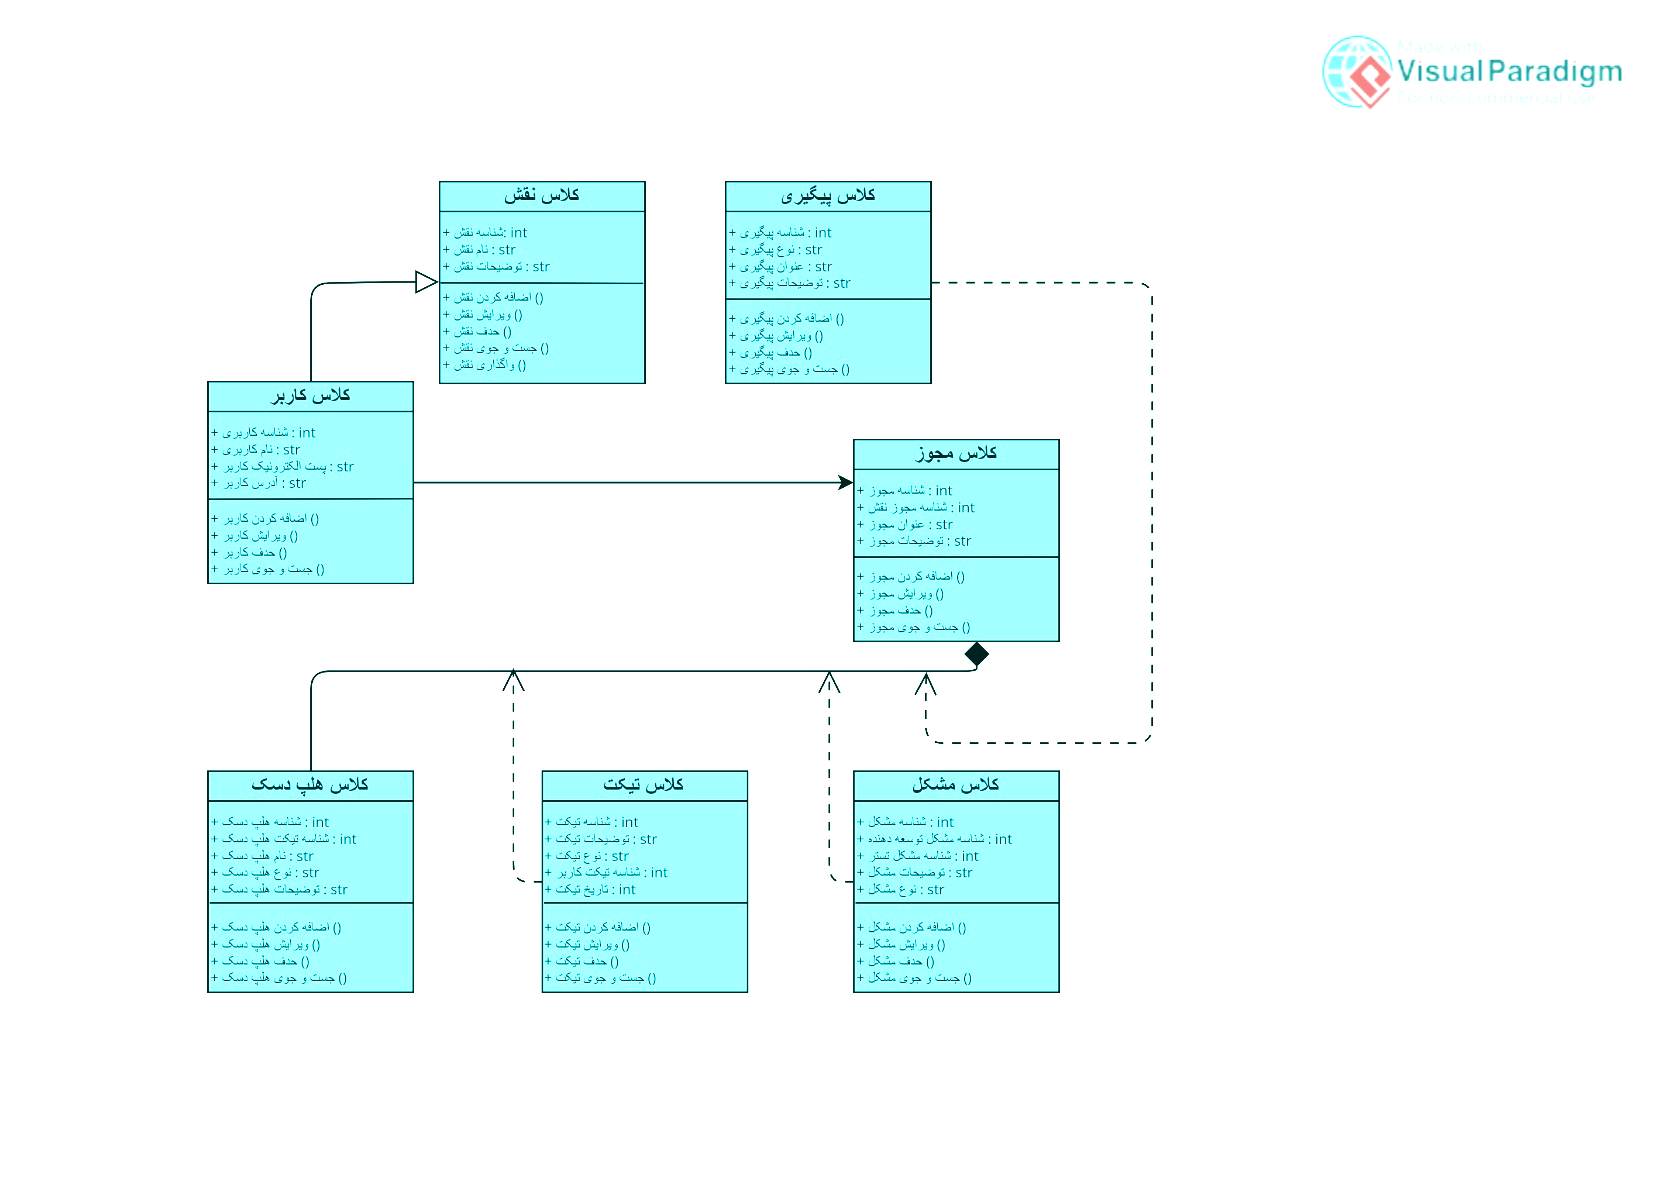 Made with
Visual Paradigm
For non-commercial use
کلاس نقش
+ شناسه نقش: int
+ نام نقش : str
+ توضیحات نقش : str
+ اضافه کردن نقش ()
+ ویرایش نقش ()
+ حذف نقش ()
+ جست و جوی نقش ()
+ واگذاری نقش ()
کلاس پیگیری
+ شناسه پیگیری : int
+ نوع پیگیری : str
+ عنوان پیگیری : str
+ توضیحات پیگیری : str
+ اضافه کردن پیگیری ()
+ ویرایش پیگیری ()
+ حذف پیگیری ()
+ جست و جوی پیگیری ()
کلاس کاربر
+ شناسه کاربری : int
+ نام کاربری : str
+ پست الکترونیک کاربر : str
+ آدرس کاربر : str
+ اضافه کردن کاربر ()
+ ویرایش کاربر ()
+ حذف کاربر ()
+ جست و جوی کاربر ()
کلاس مجوز
+ شناسه مجوز : int
+ شناسه مجوز نقش : int
+ عنوان مجوز : str
+ توضیحات مجوز : str
+ اضافه کردن مجوز ()
+ ویرایش مجوز ()
+ حذف مجوز ()
+ جست و جوی مجوز ()
کلاس هلپ دسک
+ شناسه هلپ دسک : int
+ شناسه تیکت هلپ دسک : int
+ نام هلپ دسک : str
+ نوع هلپ دسک : str
+ توضیحات هلپ دسک : str
+ اضافه کردن هلپ دسک ()
+ ویرایش هلپ دسک ()
+ حذف هلپ دسک ()
+ جست و جوی هلپ دسک ()
کلاس تیکت
+ شناسه تیکت : int
+ توضیحات تیکت : str
+ نوع تیکت : str
+ شناسه تیکت کاربر : int
+ تاریخ تیکت : int
+ اضافه کردن تیکت ()
+ ویرایش تیکت ()
+ حذف تیکت ()
+ جست و جوی تیکت ()
کلاس مشکل
+ شناسه مشکل : int
+ شناسه مشکل توسعه دهنده : int
+ شناسه مشکل تستر : int
+ توضیحات مشکل : str
+ نوع مشکل : str
+ اضافه کردن مشکل ()
+ ویرایش مشکل ()
+ حذف مشکل ()
+ جست و جوی مشکل ()